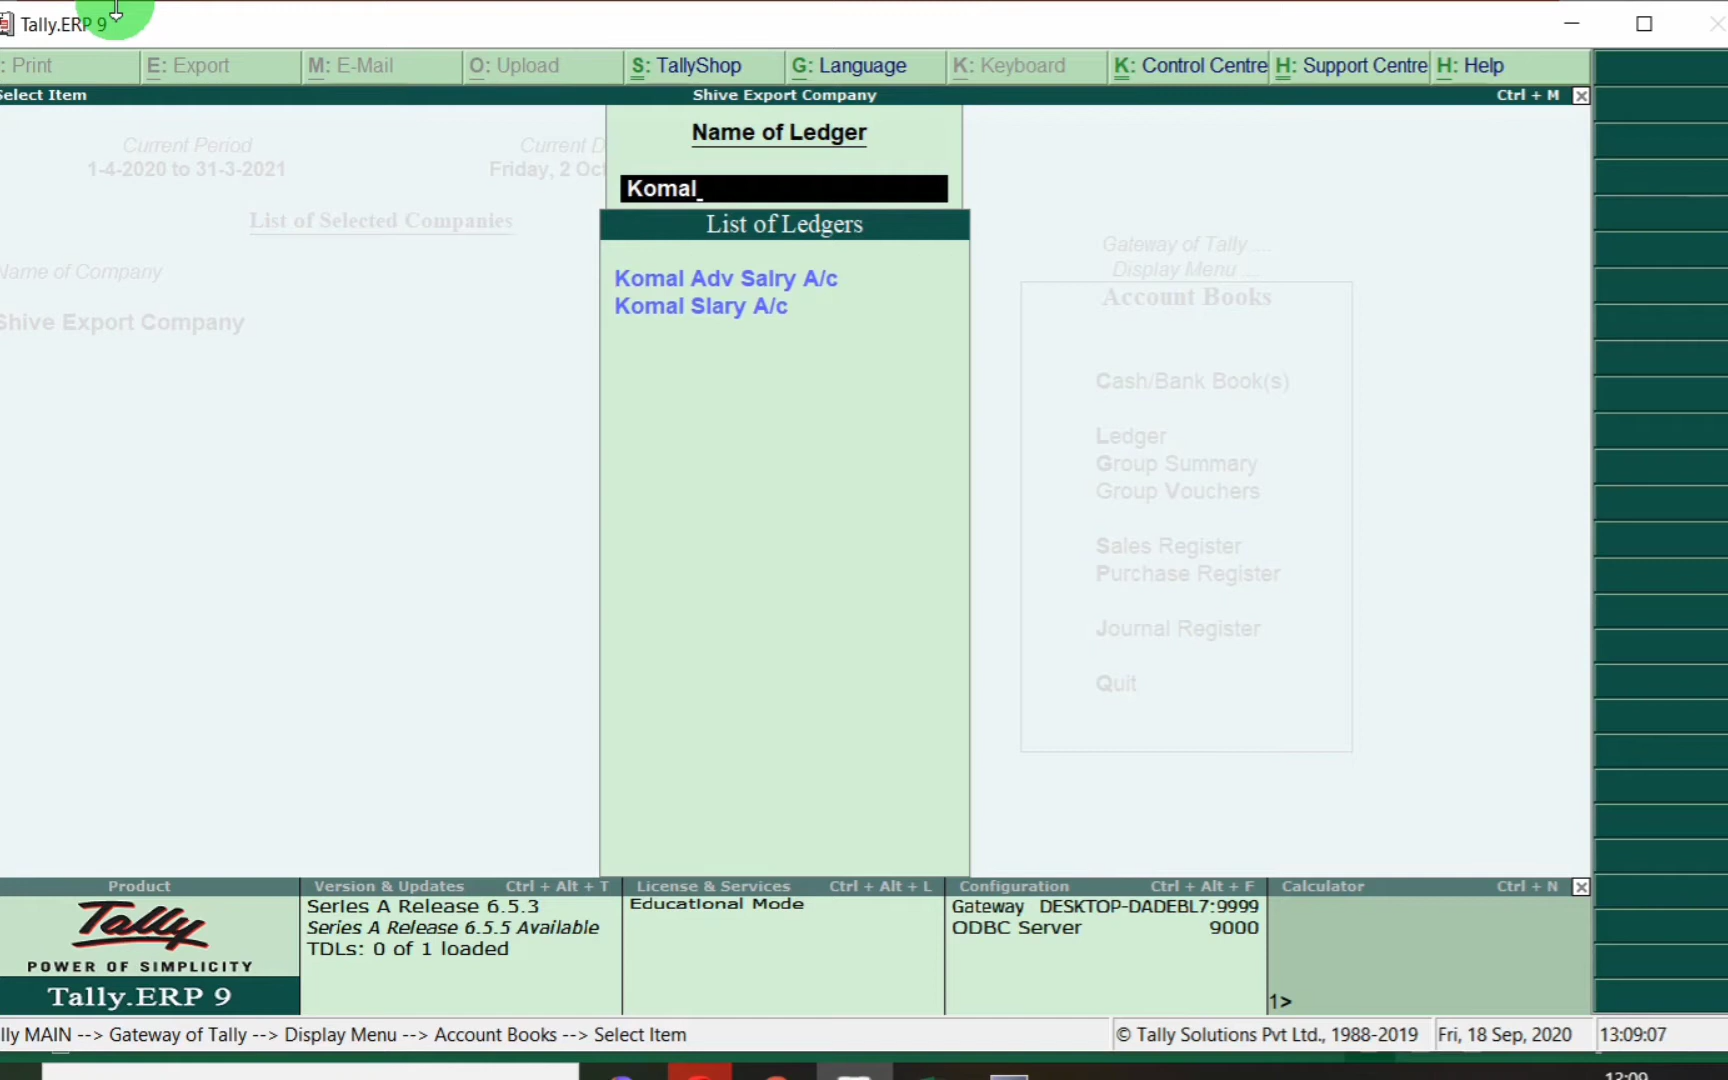 Tally.ERP 9
: Print
E: Export
M: E-Mail
O: Upload
S: TallyShop
G: Language
K: Keyboard
K: Control Centre
H: Support Centre
H: Help
Select Item
Shive Export Company
Ctrl + M
Current Period
1-4-2020 to 31-3-2021
Current D
Friday, 2 Oct
List of Selected Companies
Name of Company
Shive Export Company
Name of Ledger
Komal
List of Ledgers
Komal Adv Salry A/c
Komal Slary A/c
Gateway of Tally ...
Display Menu ...
Account Books
Cash/Bank Book(s)
Ledger
Group Summary
Group Vouchers
Sales Register
Purchase Register
Journal Register
Quit
Product
Tally
POWER OF SIMPLICITY
Tally.ERP 9
Version & Updates Ctrl + Alt + T
Series A Release 6.5.3
Series A Release 6.5.5 Available
TDLs: 0 of 1 loaded
License & Services Ctrl + Alt + L
Educational Mode
Configuration Ctrl + Alt + F
Gateway DESKTOP-DADEBL7:9999
ODBC Server 9000
Calculator Ctrl + N
1>
lly MAIN --> Gateway of Tally --> Display Menu --> Account Books --> Select Item
© Tally Solutions Pvt Ltd., 1988-2019
Fri, 18 Sep, 2020
13:09:07